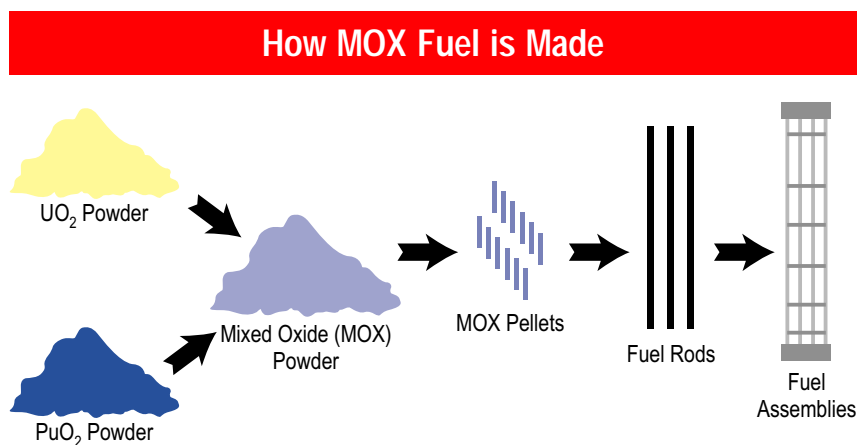 How MOX Fuel is Made
UO₂ Powder
PuO₂ Powder
Mixed Oxide (MOX)
Powder
MOX Pellets
Fuel Rods
Fuel
Assemblies